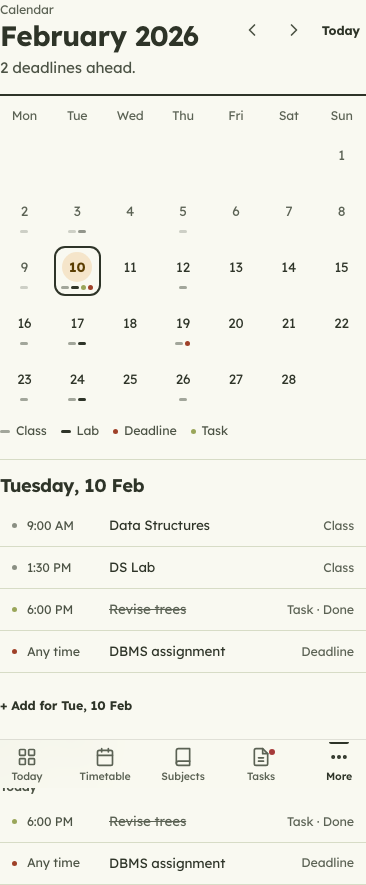 Calendar
February 2026
Today
2 deadlines ahead.
Mon Tue Wed Thu Fri Sat Sun
1
2 3 4 5 6 7 8
9 10 11 12 13 14 15
16 17 18 19 20 21 22
23 24 25 26 27 28
Class Lab Deadline Task
Tuesday, 10 Feb
9:00 AM Data Structures Class
1:30 PM DS Lab Class
6:00 PM Revise trees Task · Done
Any time DBMS assignment Deadline
+ Add for Tue, 10 Feb
Today Timetable Subjects Tasks More
Today
6:00 PM Revise trees Task · Done
Any time DBMS assignment Deadline